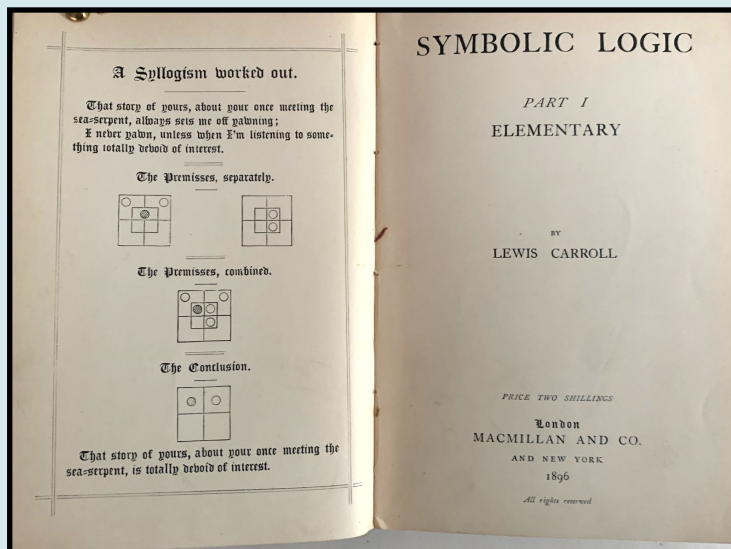 A Syllogism worked out.
That story of yours, about your once meeting the
sea=serpent, always sets me off yawning;
I never yawn, unless when I'm listening to some=
thing totally devoid of interest.
The Premisses, separately.
The Premisses, combined.
The Conclusion.
That story of yours, about your once meeting the
sea=serpent, is totally devoid of interest.
SYMBOLIC LOGIC
PART I
ELEMENTARY
BY
LEWIS CARROLL
PRICE TWO SHILLINGS
London
MACMILLAN AND CO.
AND NEW YORK
1896
All rights reserved